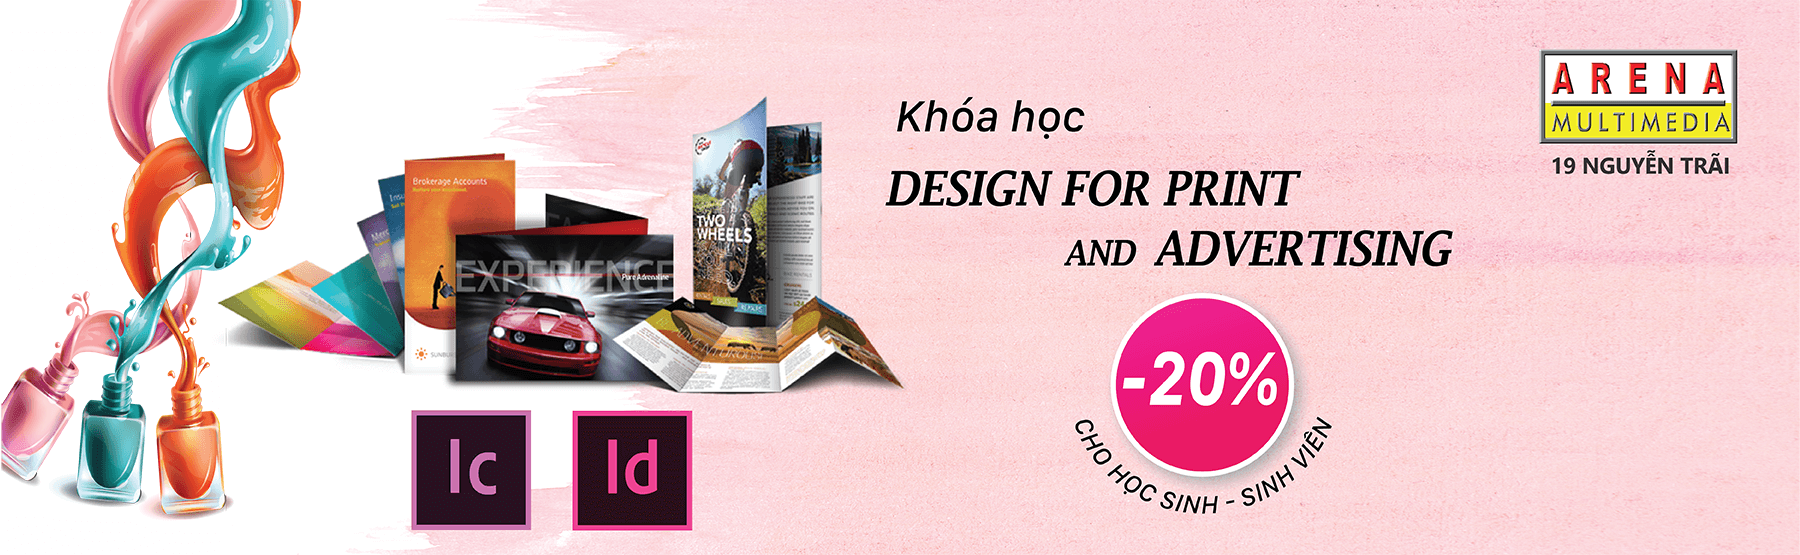 Khóa học
DESIGN FOR PRINT
AND ADVERTISING
-20%
CHO HỌC SINH - SINH VIÊN
ARENA
MULTIMEDIA
19 NGUYỄN TRÃI
Brokerage Accounts
EXPERIENCE
Pure Adrenaline
TWO
WHEELS
REPAIRS
Ic
Id